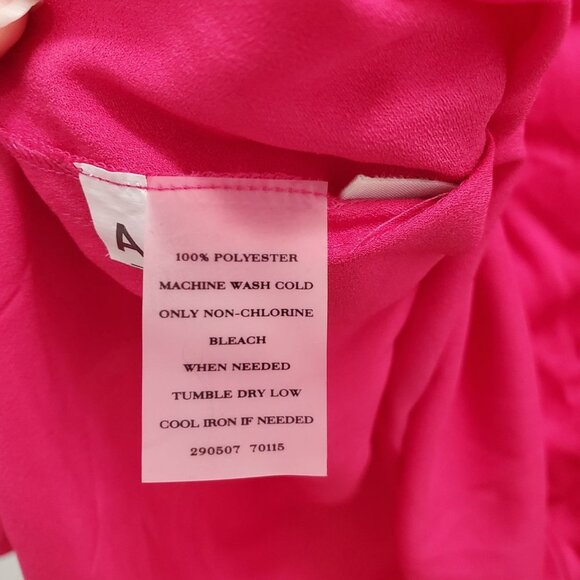 A
100% POLYESTER
MACHINE WASH COLD
ONLY NON-CHLORINE
BLEACH
WHEN NEEDED
TUMBLE DRY LOW
COOL IRON IF NEEDED
290507 70115